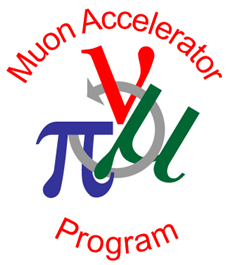 Muon Accelerator
ν
π μ
Program